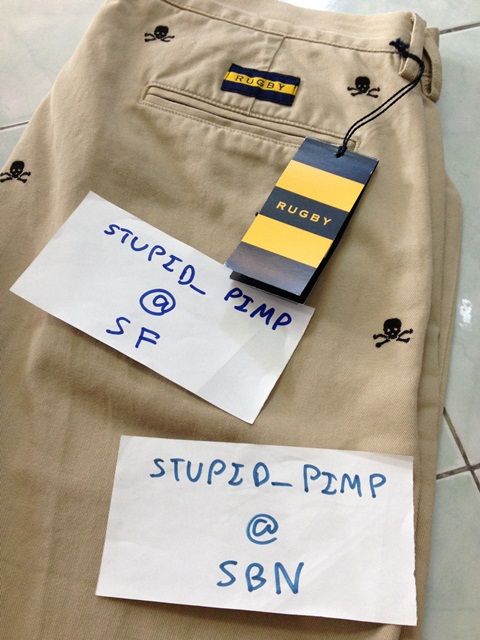 RUGBY
RUGBY
STUPID_ PIMP
@
SF
STUPID_PIMP
@
SBN